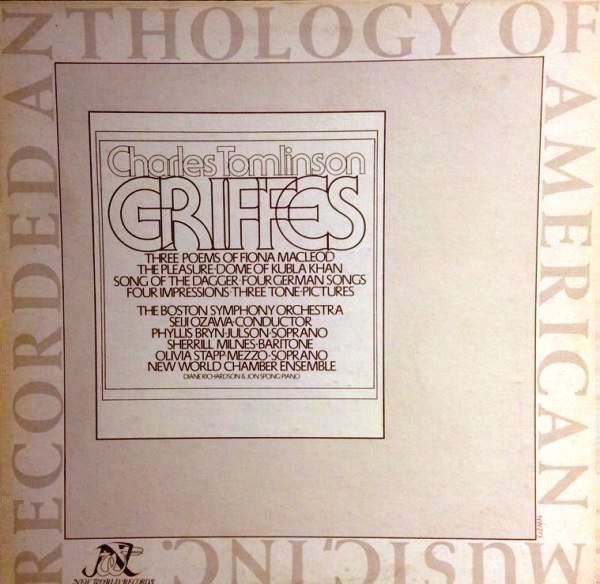 RECORDED ANTHOLOGY OF AMERICAN MUSIC, INC.
Charles Tomlinson
GRIFFES
THREE POEMS OF FIONA MACLEOD
THE PLEASURE-DOME OF KUBLA KHAN
SONG OF THE DAGGER·FOUR GERMAN SONGS
FOUR IMPRESSIONS THREE TONE-PICTURES
THE BOSTON SYMPHONY ORCHESTRA
SEIJI OZAWA·CONDUCTOR
PHYLLIS BRYN-JULSON·SOPRANO
SHERRILL MILNES·BARITONE
OLIVIA STAPP MEZZO-SOPRANO
NEW WORLD CHAMBER ENSEMBLE
DIANE RICHARDSON & JON SPONG·PIANO
NW 273
NEW WORLD RECORDS